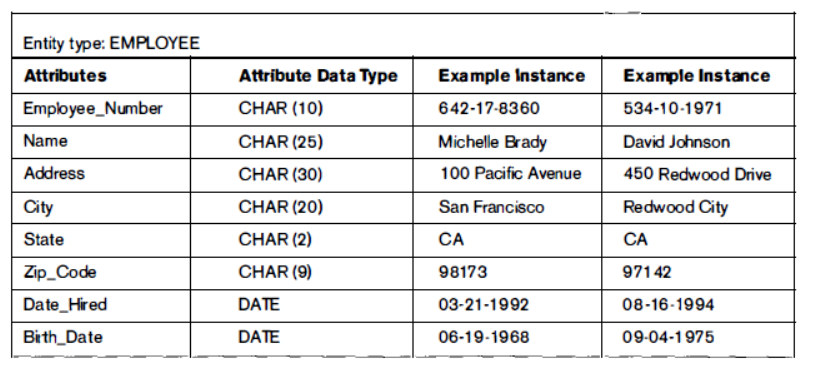 Entity type: EMPLOYEE
Attributes Attribute Data Type Example Instance Example Instance
Employee_Number CHAR (10) 642-17-8360 534-10-1971
Name CHAR (25) Michelle Brady David Johnson
Address CHAR (30) 100 Pacific Avenue 450 Redwood Drive
City CHAR (20) San Francisco Redwood City
State CHAR (2) CA CA
Zip_Code CHAR (9) 98173 97142
Date_Hired DATE 03-21-1992 08-16-1994
Birth_Date DATE 06-19-1968 09-04-1975